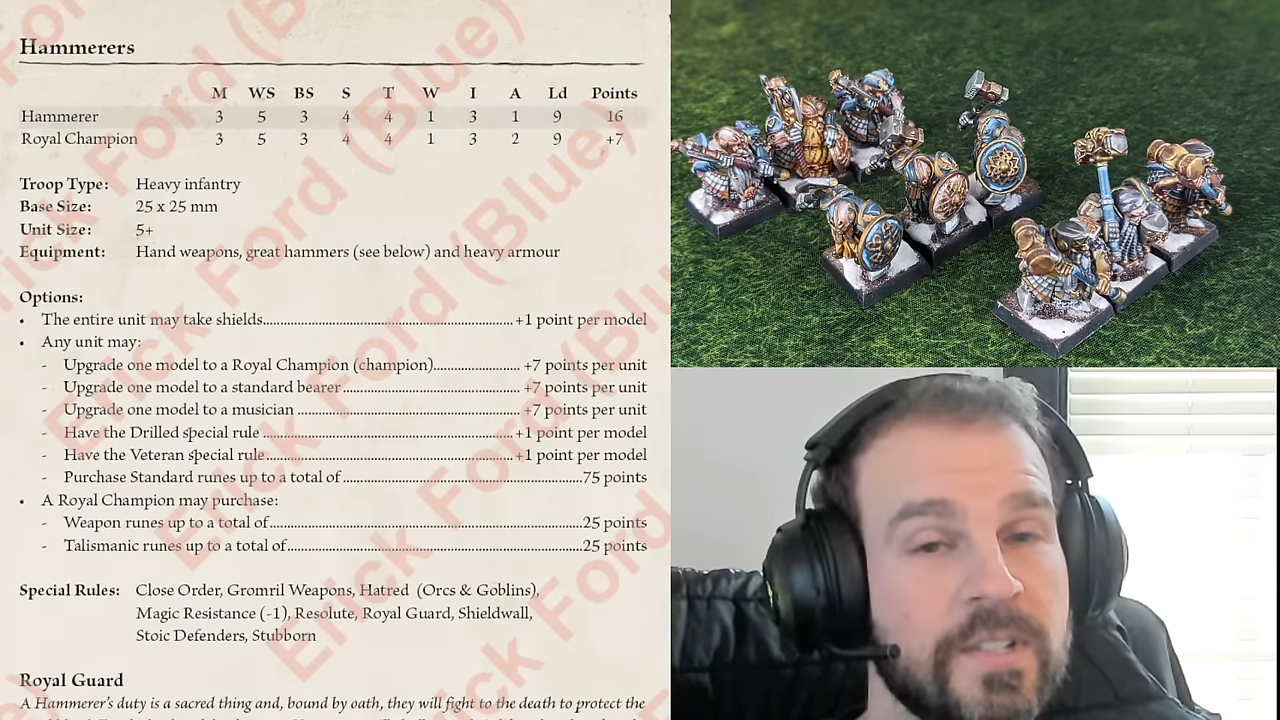 Hammerers
M WS BS S T W I A Ld Points
Hammerer 3 5 3 4 4 1 3 1 9 16
Royal Champion 3 5 3 4 4 1 3 2 9 +7
Troop Type: Heavy infantry
Base Size: 25 x 25 mm
Unit Size: 5+
Equipment: Hand weapons, great hammers (see below) and heavy armour
Options:
• The entire unit may take shields +1 point per model
• Any unit may:
- Upgrade one model to a Royal Champion (champion) +7 points per unit
- Upgrade one model to a standard bearer +7 points per unit
- Upgrade one model to a musician +7 points per unit
- Have the Drilled special rule +1 point per model
- Have the Veteran special rule +1 point per model
- Purchase Standard runes up to a total of 75 points
• A Royal Champion may purchase:
- Weapon runes up to a total of 25 points
- Talismanic runes up to a total of 25 points
Special Rules: Close Order, Gromril Weapons, Hatred (Orcs & Goblins),
Magic Resistance (-1), Resolute, Royal Guard, Shieldwall,
Stoic Defenders, Stubborn
Royal Guard
A Hammerer's duty is a sacred thing and, bound by oath, they will fight to the death to protect the
Erick Ford (Blue)